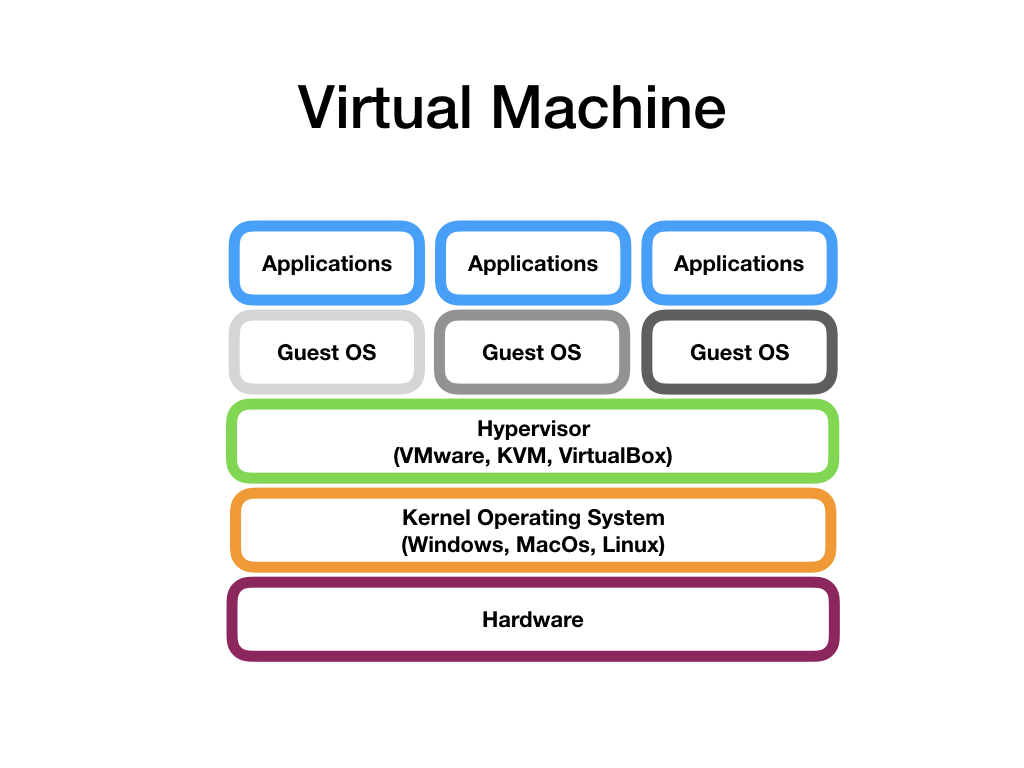 Virtual Machine
Applications
Applications
Applications
Guest OS
Guest OS
Guest OS
Hypervisor
(VMware, KVM, VirtualBox)
Kernel Operating System
(Windows, MacOs, Linux)
Hardware